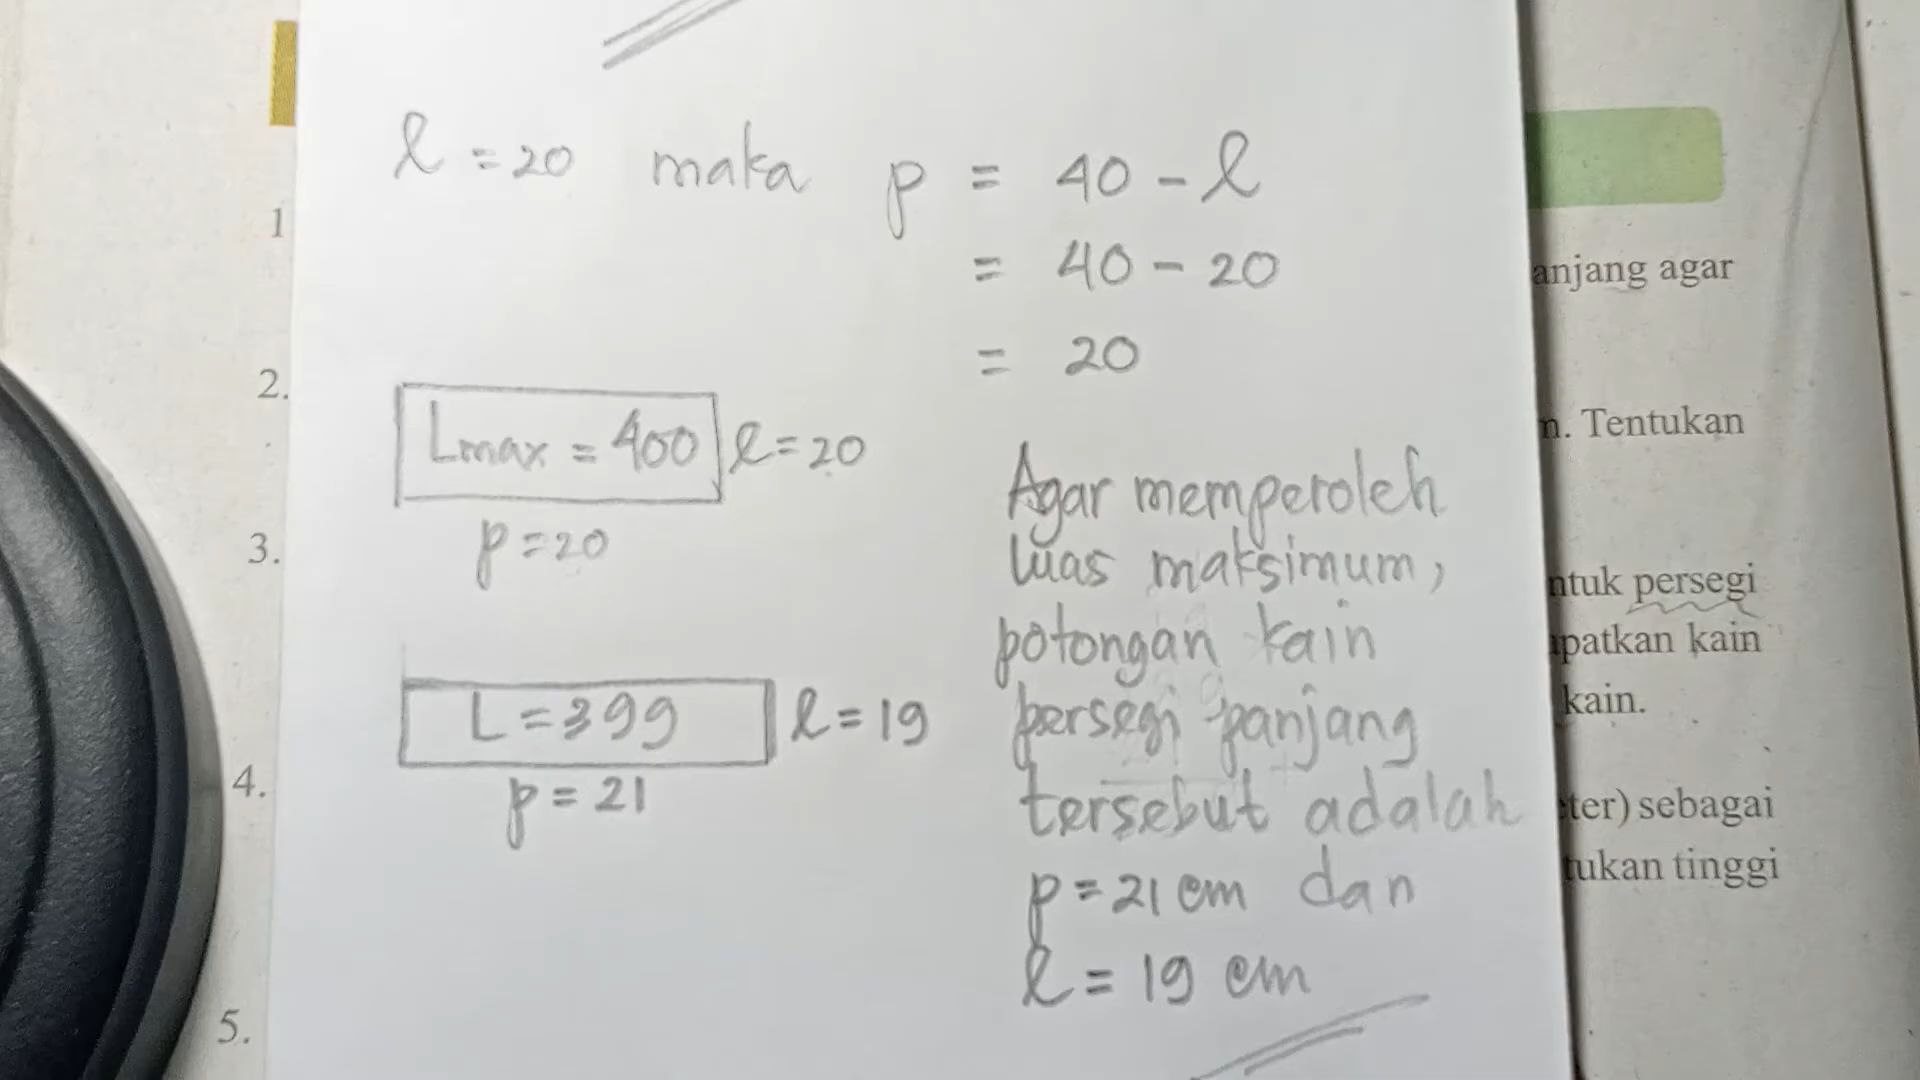 l = 20 maka p = 40 - l
= 40 - 20
= 20
Lmax = 400 l = 20
p = 20
L = 399 l = 19
p = 21
Agar memperoleh
luas maksimum,
potongan kain
persegi panjang
tersebut adalah
p = 21 cm dan
l = 19 cm
1
2.
3.
4.
5.
anjang agar
n. Tentukan
ntuk persegi
patkan kain
kain.
ter) sebagai
tukan tinggi